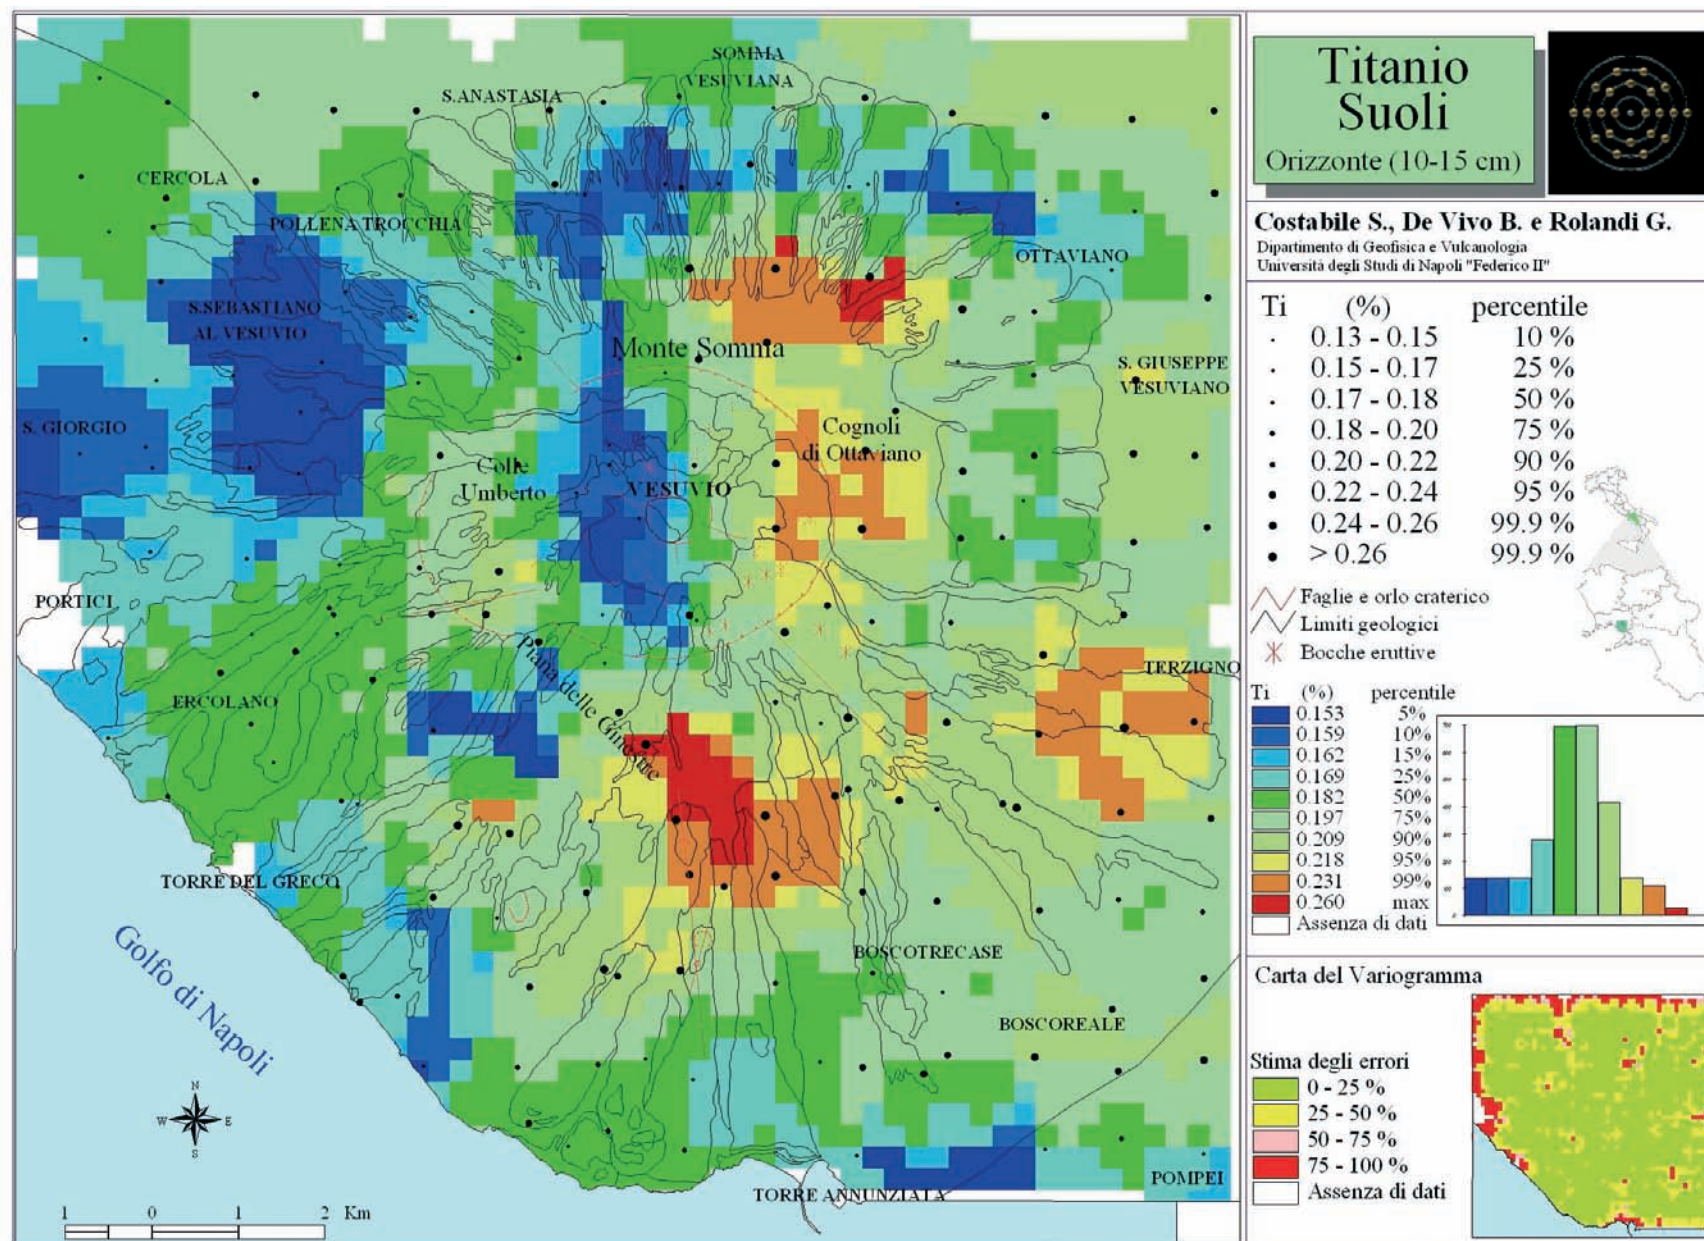 SOMMA
VESUVIANA
S.ANASTASIA
CERCOLA
POLLENA TROCCHIA
OTTAVIANO
S.SEBASTIANO
AL VESUVIO
Monte Somma
S. GIUSEPPE
VESUVIANO
S. GIORGIO
Cognoli
di Ottaviano
Colle
Umberto
VESUVIO
PORTICI
Piana delle Ginestre
TERZIGNO
ERCOLANO
TORRE DEL GRECO
Golfo di Napoli
BOSCOTRECASE
BOSCOREALE
POMPEI
TORRE ANNUNZIATA
N
W E
S
1 0 1 2 Km
Titanio
Suoli
Orizzonte (10-15 cm)
Costabile S., De Vivo B. e Rolandi G.
Dipartimento di Geofisica e Vulcanologia
Università degli Studi di Napoli "Federico II"
Ti (%) percentile
0.13 - 0.15 10 %
0.15 - 0.17 25 %
0.17 - 0.18 50 %
0.18 - 0.20 75 %
0.20 - 0.22 90 %
0.22 - 0.24 95 %
0.24 - 0.26 99.9 %
> 0.26 99.9 %
Faglie e orlo craterico
Limiti geologici
Bocche eruttive
Ti (%) percentile
0.153 5%
0.159 10%
0.162 15%
0.169 25%
0.182 50%
0.197 75%
0.209 90%
0.218 95%
0.231 99%
0.260 max
Assenza di dati
Carta del Variogramma
Stima degli errori
0 - 25 %
25 - 50 %
50 - 75 %
75 - 100 %
Assenza di dati